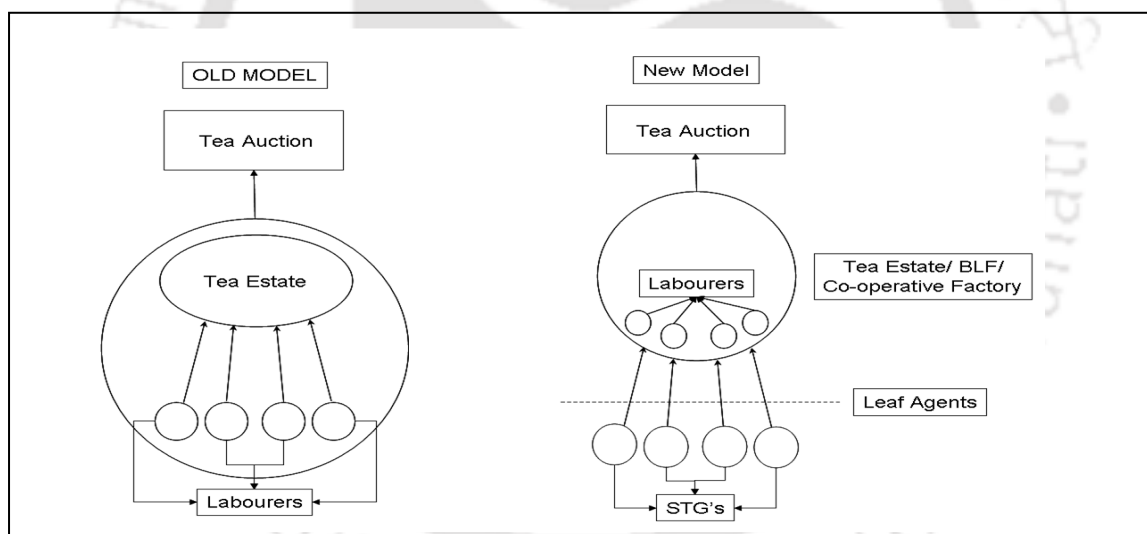 OLD MODEL
Tea Auction
Tea Estate
Labourers
New Model
Tea Auction
Labourers
Tea Estate/ BLF/
Co-operative Factory
Leaf Agents
STG's